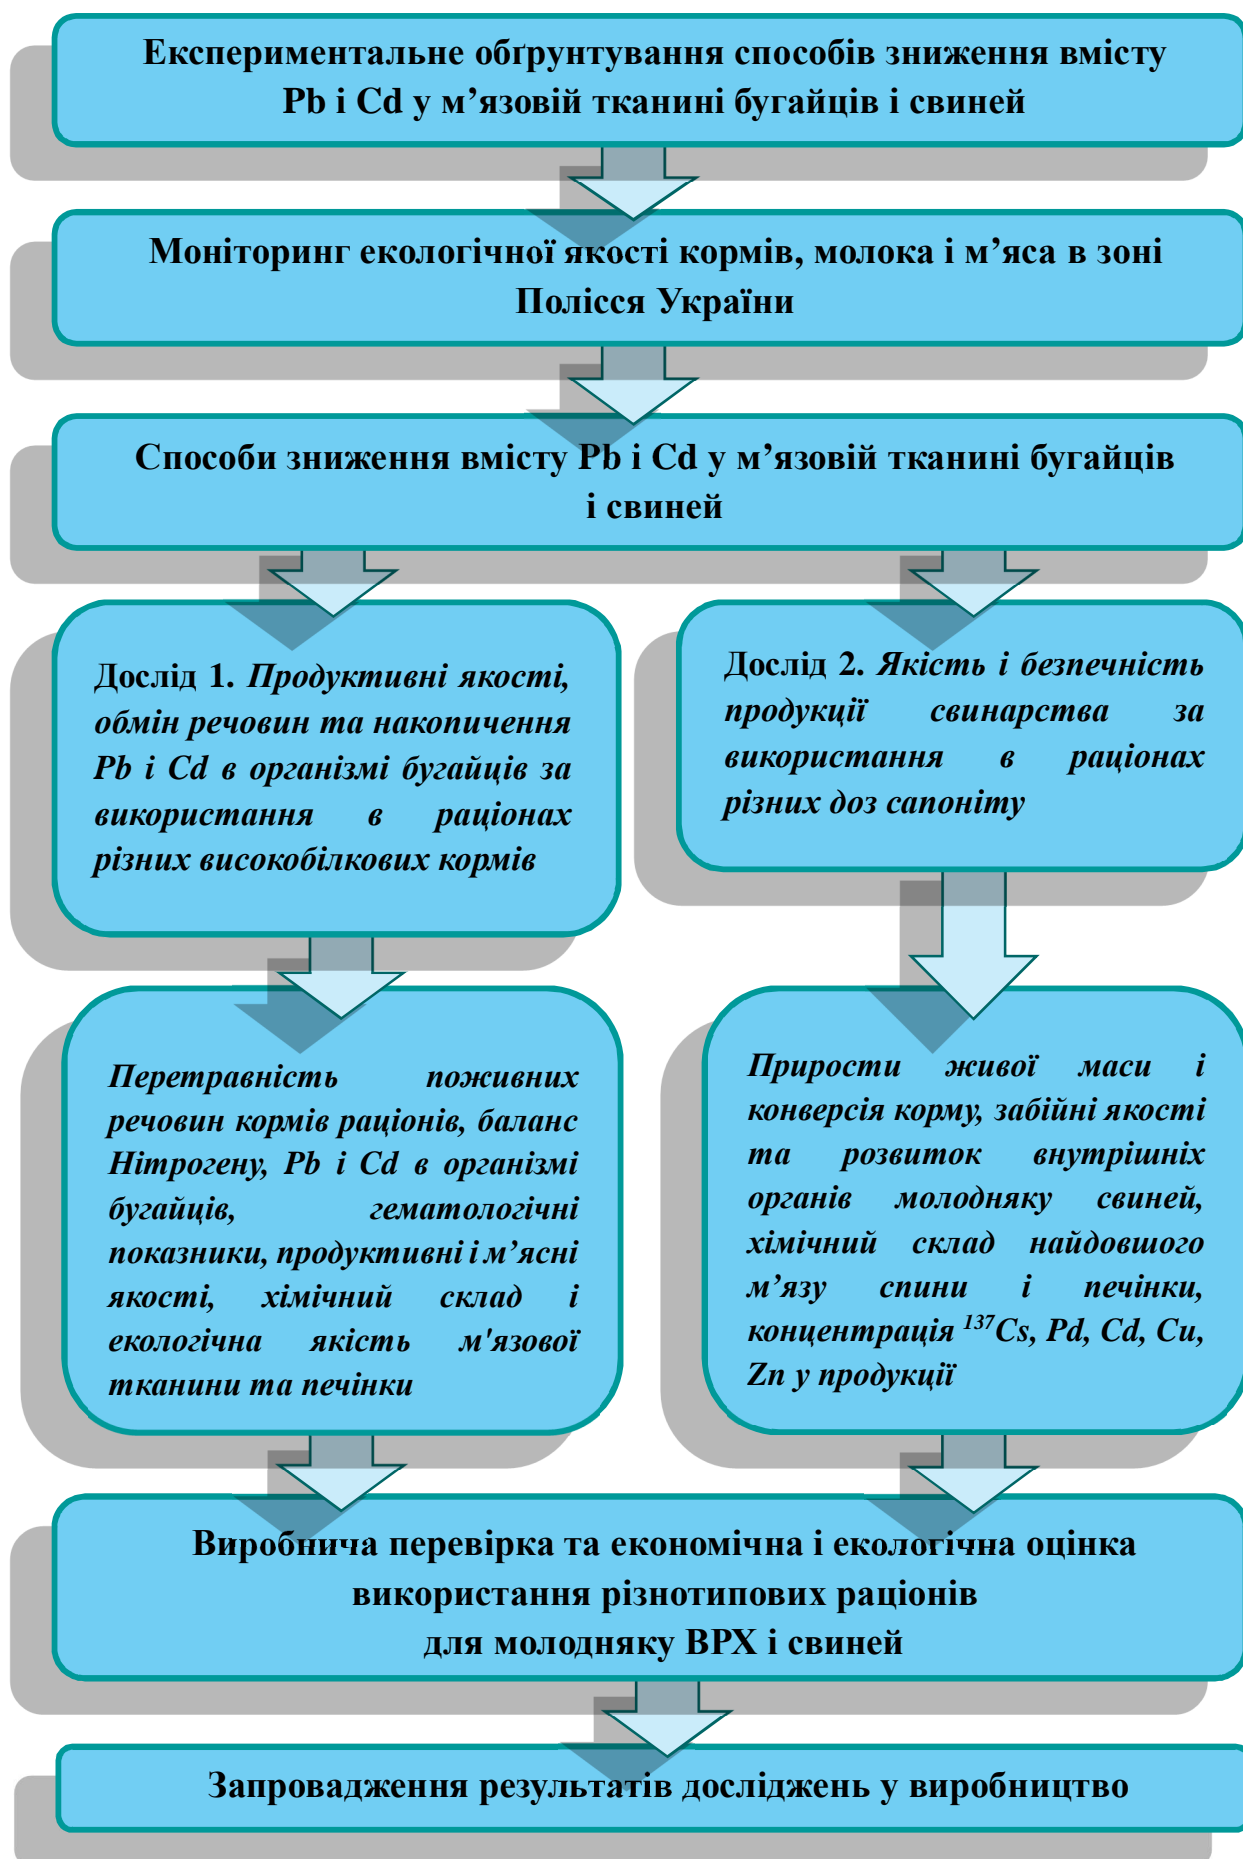 Експериментальне обґрунтування способів зниження вмісту
Pb і Cd у м’язовій тканині бугайців і свиней
Моніторинг екологічної якості кормів, молока і м’яса в зоні
Полісся України
Способи зниження вмісту Pb і Cd у м’язовій тканині бугайців
і свиней
Дослід 1. Продуктивні якості,
обмін речовин та накопичення
Pb і Cd в організмі бугайців за
використання в раціонах
різних високобілкових кормів
Дослід 2. Якість і безпечність
продукції свинарства за
використання в раціонах
різних доз сапоніту
Перетравність поживних
речовин кормів раціонів, баланс
Нітрогену, Pb і Cd в організмі
бугайців, гематологічні
показники, продуктивні і м’ясні
якості, хімічний склад і
екологічна якість м'язової
тканини та печінки
Прирости живої маси і
конверсія корму, забійні якості
та розвиток внутрішніх
органів молодняку свиней,
хімічний склад найдовшого
м’язу спини і печінки,
концентрація ¹³⁷Cs, Pd, Cd, Cu,
Zn у продукції
Виробнича перевірка та економічна і екологічна оцінка
використання різнотипових раціонів
для молодняку ВРХ і свиней
Запровадження результатів досліджень у виробництво